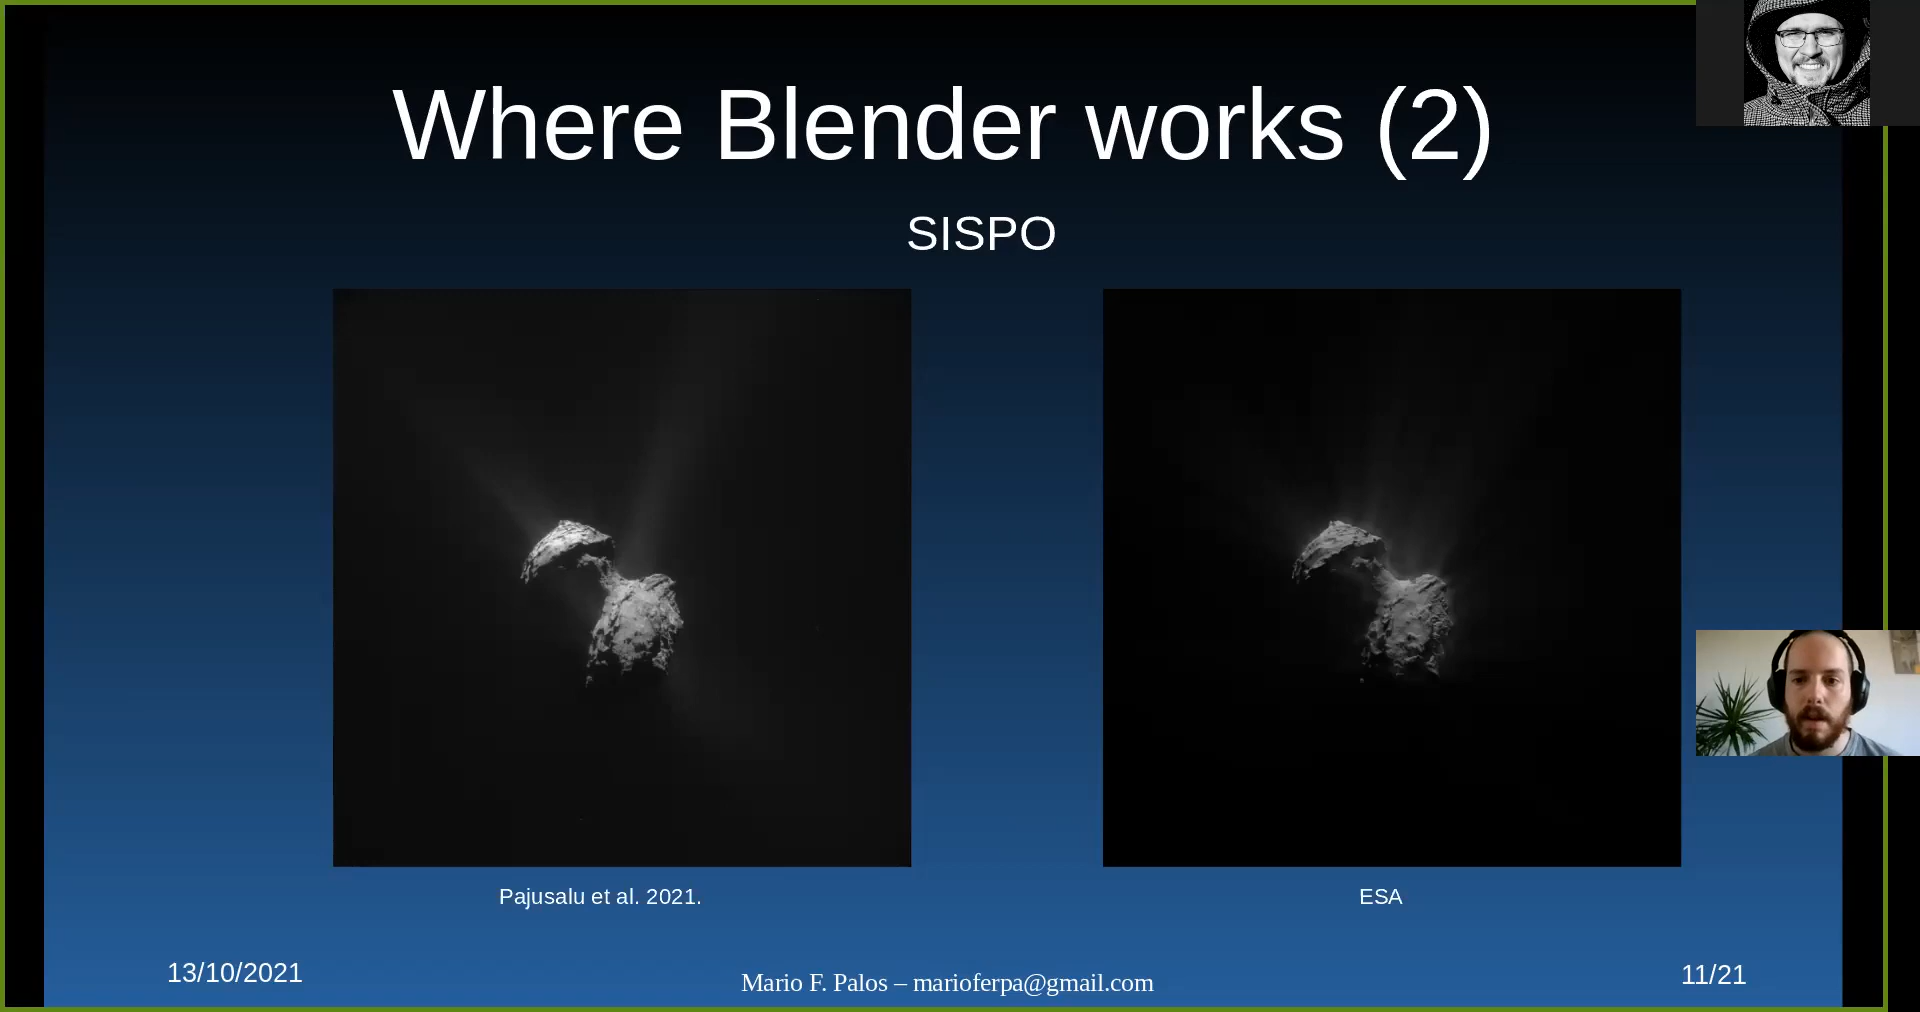 Where Blender works (2)
SISPO
Pajusalu et al. 2021.
ESA
13/10/2021
Mario F. Palos – marioferpa@gmail.com
11/21